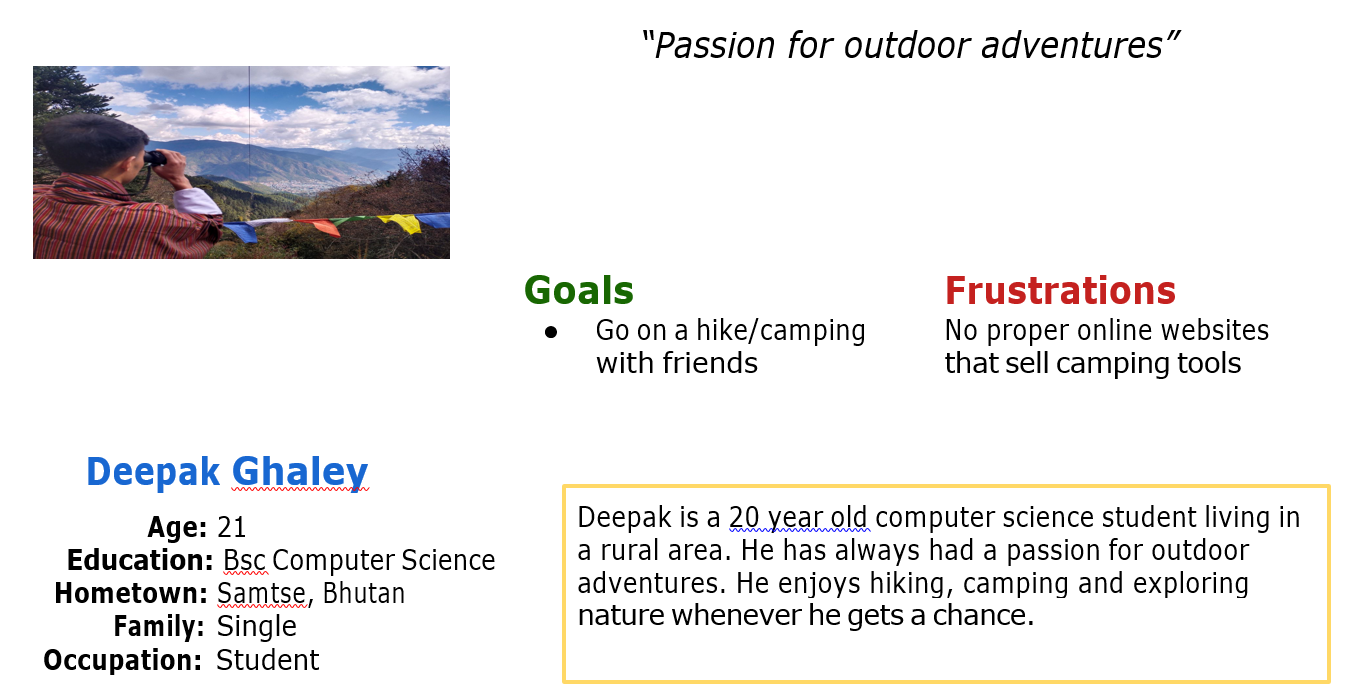 “Passion for outdoor adventures”
Goals
● Go on a hike/camping
with friends
Frustrations
No proper online websites
that sell camping tools
Deepak Ghaley
Age: 21
Education: Bsc Computer Science
Hometown: Samtse, Bhutan
Family: Single
Occupation: Student
Deepak is a 20 year old computer science student living in
a rural area. He has always had a passion for outdoor
adventures. He enjoys hiking, camping and exploring
nature whenever he gets a chance.